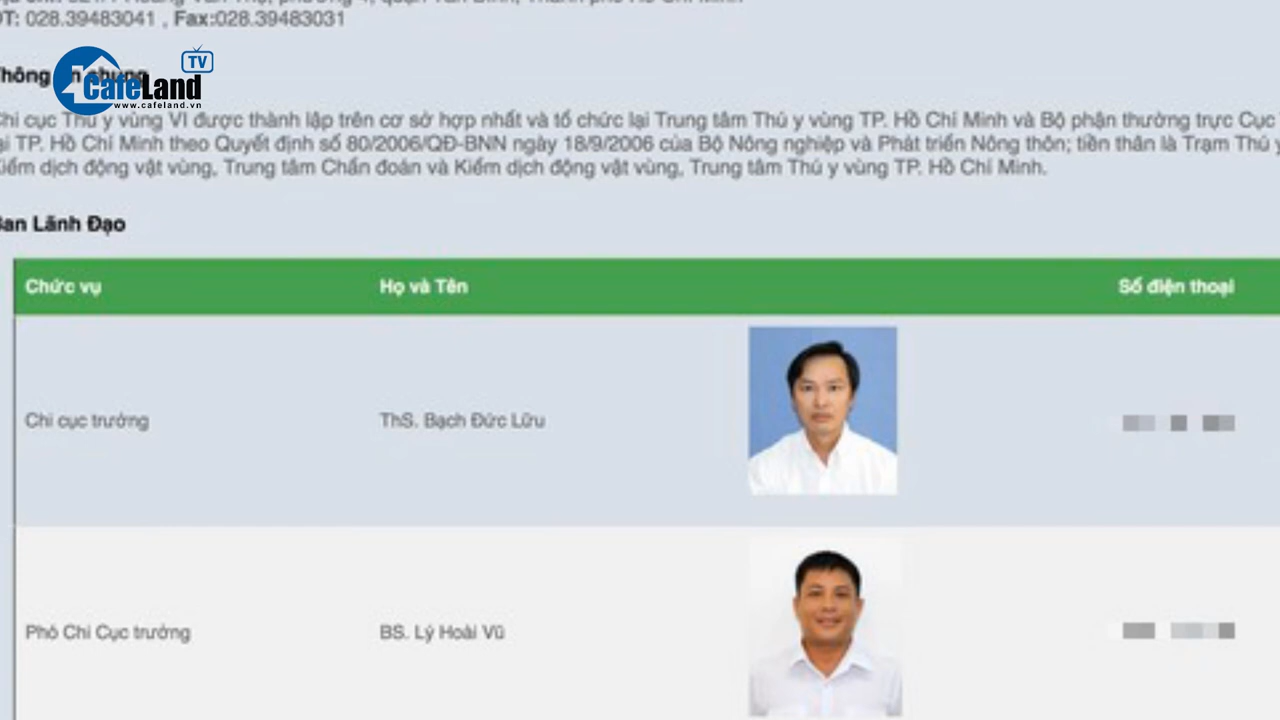 ĐT: 028.39483041 , Fax:028.39483031
TV
CafeLand
www.cafeland.vn
Thông tin chung
Chi cục Thú y vùng VI được thành lập trên cơ sở hợp nhất và tổ chức lại Trung tâm Thú y vùng TP. Hồ Chí Minh và Bộ phận thường trực Cục
tại TP. Hồ Chí Minh theo Quyết định số 80/2006/QĐ-BNN ngày 18/9/2006 của Bộ Nông nghiệp và Phát triển Nông thôn; tiền thân là Trạm Thú y
Kiểm dịch động vật vùng, Trung tâm Chẩn đoán và Kiểm dịch động vật vùng, Trung tâm Thú y vùng TP. Hồ Chí Minh.
Ban Lãnh Đạo
Chức vụ Họ và Tên Số điện thoại
Chi cục trưởng ThS. Bạch Đức Lữu
Phó Chi Cục trưởng BS. Lý Hoài Vũ